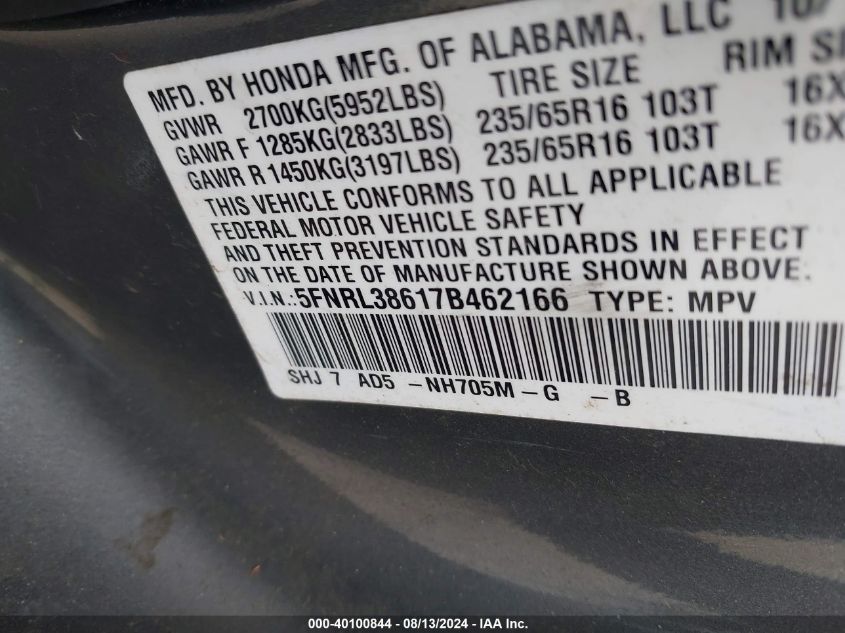 MFD. BY HONDA MFG. OF ALABAMA, LLC 10/
GVWR 2700KG(5952LBS) TIRE SIZE RIM SI
GAWR F 1285KG(2833LBS) 235/65R16 103T 16X
GAWR R 1450KG(3197LBS) 235/65R16 103T 16X
THIS VEHICLE CONFORMS TO ALL APPLICABLE
FEDERAL MOTOR VEHICLE SAFETY
AND THEFT PREVENTION STANDARDS IN EFFECT
ON THE DATE OF MANUFACTURE SHOWN ABOVE.
V.I.N.: 5FNRL38617B462166 TYPE: MPV
SHJ 7 AD5 -NH705M-G -B
000-40100844 - 08/13/2024 - IAA Inc.